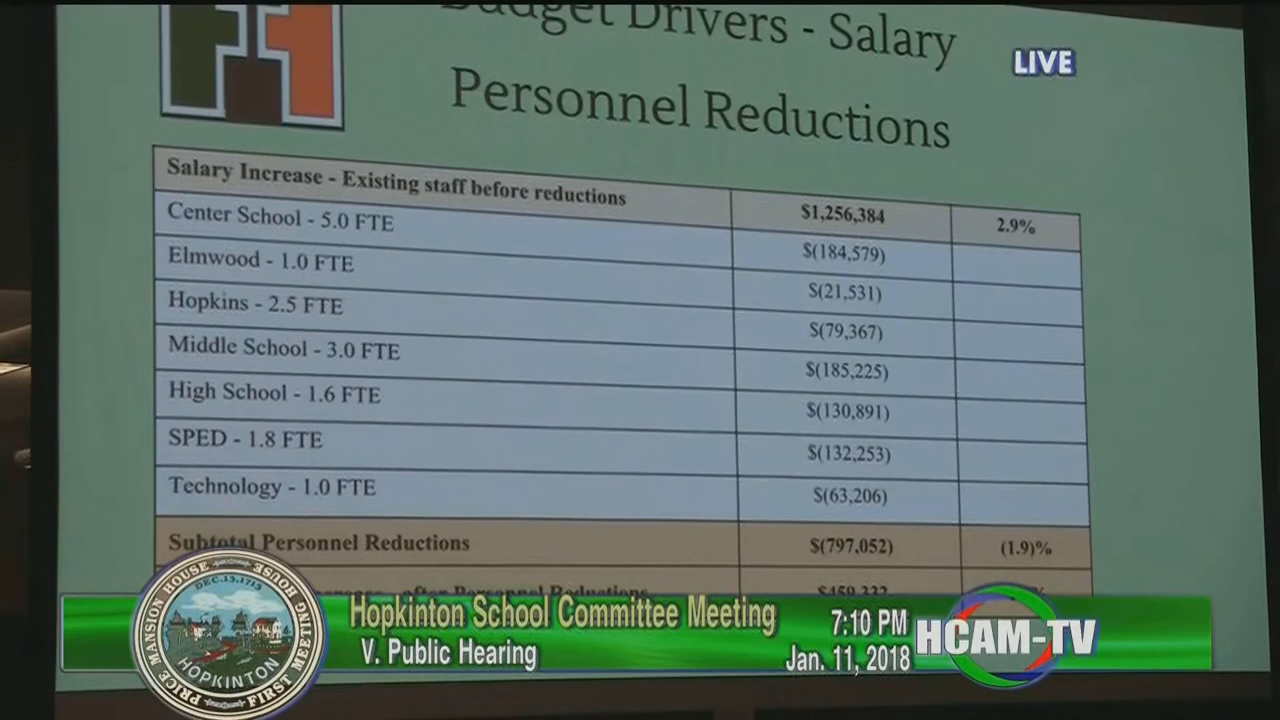 Budget Drivers - Salary
Personnel Reductions
LIVE
Salary Increase - Existing staff before reductions $1,256,384 2.9%
Center School - 5.0 FTE $(184,579)
Elmwood - 1.0 FTE $(21,531)
Hopkins - 2.5 FTE $(79,367)
Middle School - 3.0 FTE $(185,225)
High School - 1.6 FTE $(130,891)
SPED - 1.8 FTE $(132,253)
Technology - 1.0 FTE $(63,206)
Subtotal Personnel Reductions $(797,052) (1.9)%
after Personnel Reductions
Hopkinton School Committee Meeting
V. Public Hearing
7:10 PM
Jan. 11, 2018
HCAM-TV
PRICE MANSION HOUSE
FIRST MEETING HOUSE
DEC.13.1715
HOPKINTON